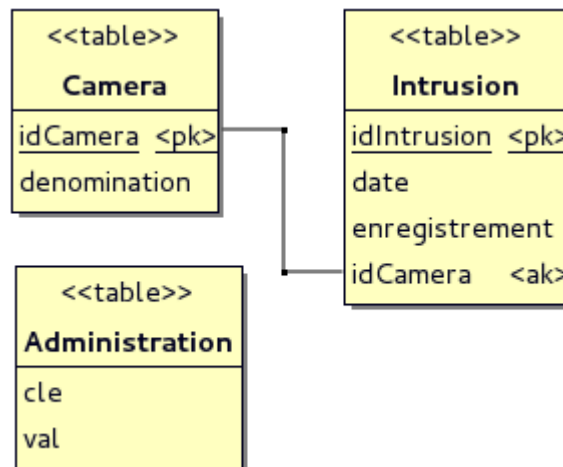 <<table>>
Camera
idCamera <pk>
denomination
<<table>>
Intrusion
idIntrusion <pk>
date
enregistrement
idCamera <ak>
<<table>>
Administration
cle
val